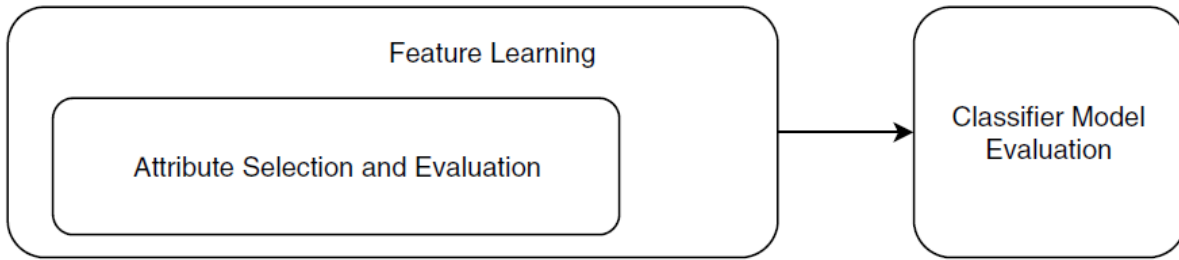 Feature Learning
Attribute Selection and Evaluation
Classifier Model
Evaluation